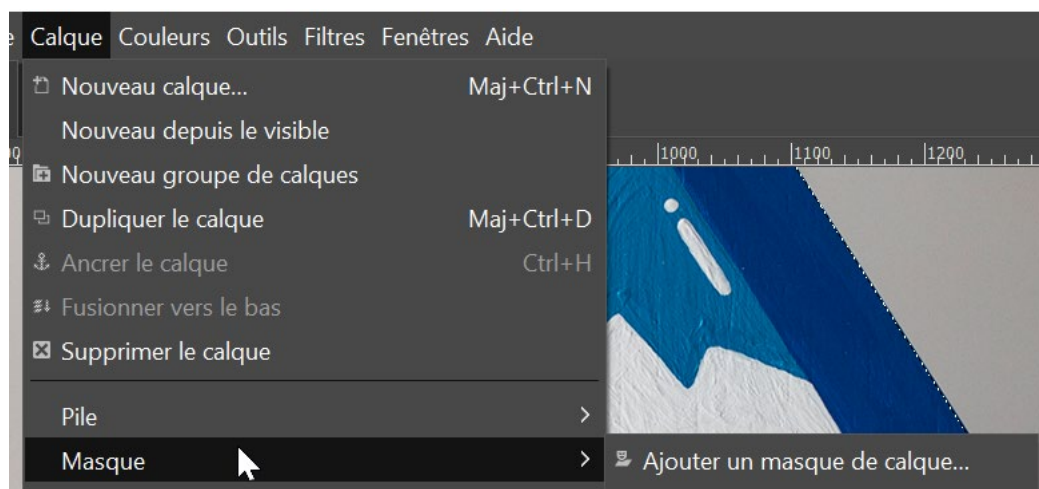 Calque Couleurs Outils Filtres Fenêtres Aide
Nouveau calque... Maj+Ctrl+N
Nouveau depuis le visible
1000 1100 1200
Nouveau groupe de calques
Dupliquer le calque Maj+Ctrl+D
Ancrer le calque Ctrl+H
Fusionner vers le bas
Supprimer le calque
Pile >
Masque > Ajouter un masque de calque...